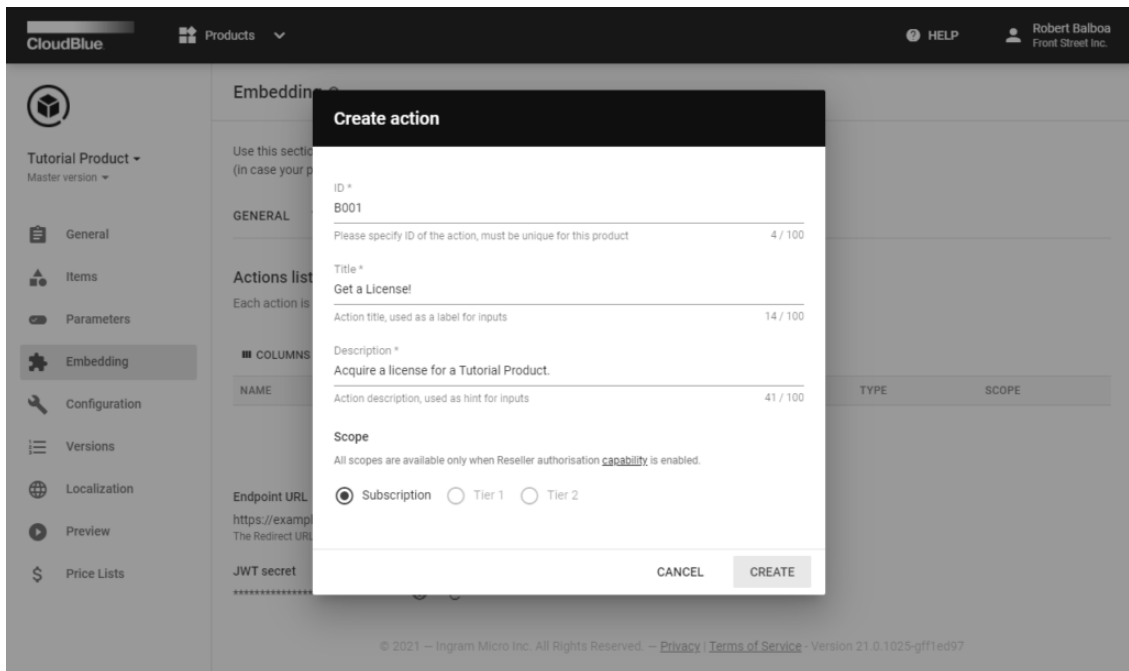 CloudBlue
Products
HELP
Robert Balboa
Front Street Inc.
Tutorial Product
Master version
General
Items
Parameters
Embedding
Configuration
Versions
Localization
Preview
Price Lists
Use this
(in case your
GENERAL
Actions list
Each action is
COLUMNS
NAME
TYPE
SCOPE
Endpoint URL
The Redirect URL
JWT secret
****************
Create action
ID *
B001
Please specify ID of the action, must be unique for this product 4 / 100
Title *
Get a License!
Action title, used as a label for inputs 14 / 100
Description *
Acquire a license for a Tutorial Product.
Action description, used as hint for inputs 41 / 100
Scope
All scopes are available only when Reseller authorisation capability is enabled.
Subscription Tier 1 Tier 2
CANCEL CREATE
© 2021 – Ingram Micro Inc. All Rights Reserved. – Privacy | Terms of Service - Version 21.0.1025-gff1ed97